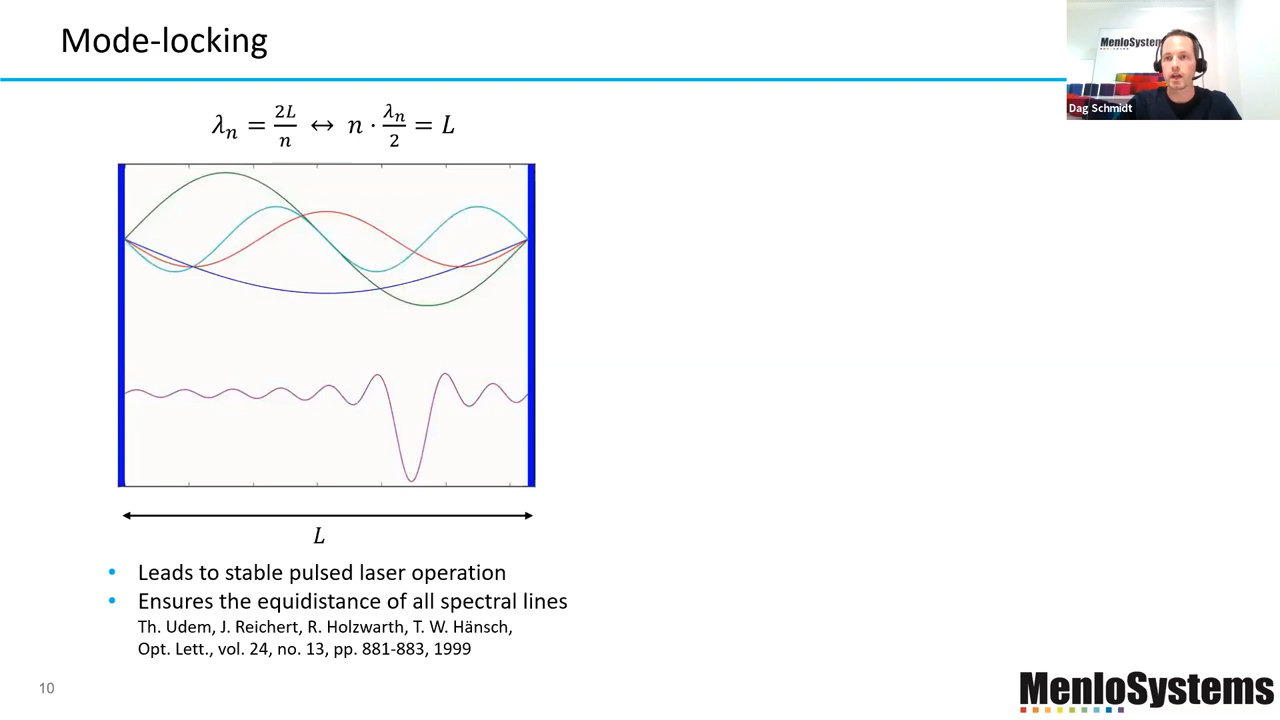 Mode-locking
MenloSystems
Dag Schmidt
λₙ = 2L/n ↔ n · λₙ/2 = L
L
• Leads to stable pulsed laser operation
• Ensures the equidistance of all spectral lines
Th. Udem, J. Reichert, R. Holzwarth, T. W. Hänsch,
Opt. Lett., vol. 24, no. 13, pp. 881-883, 1999
10
MenloSystems